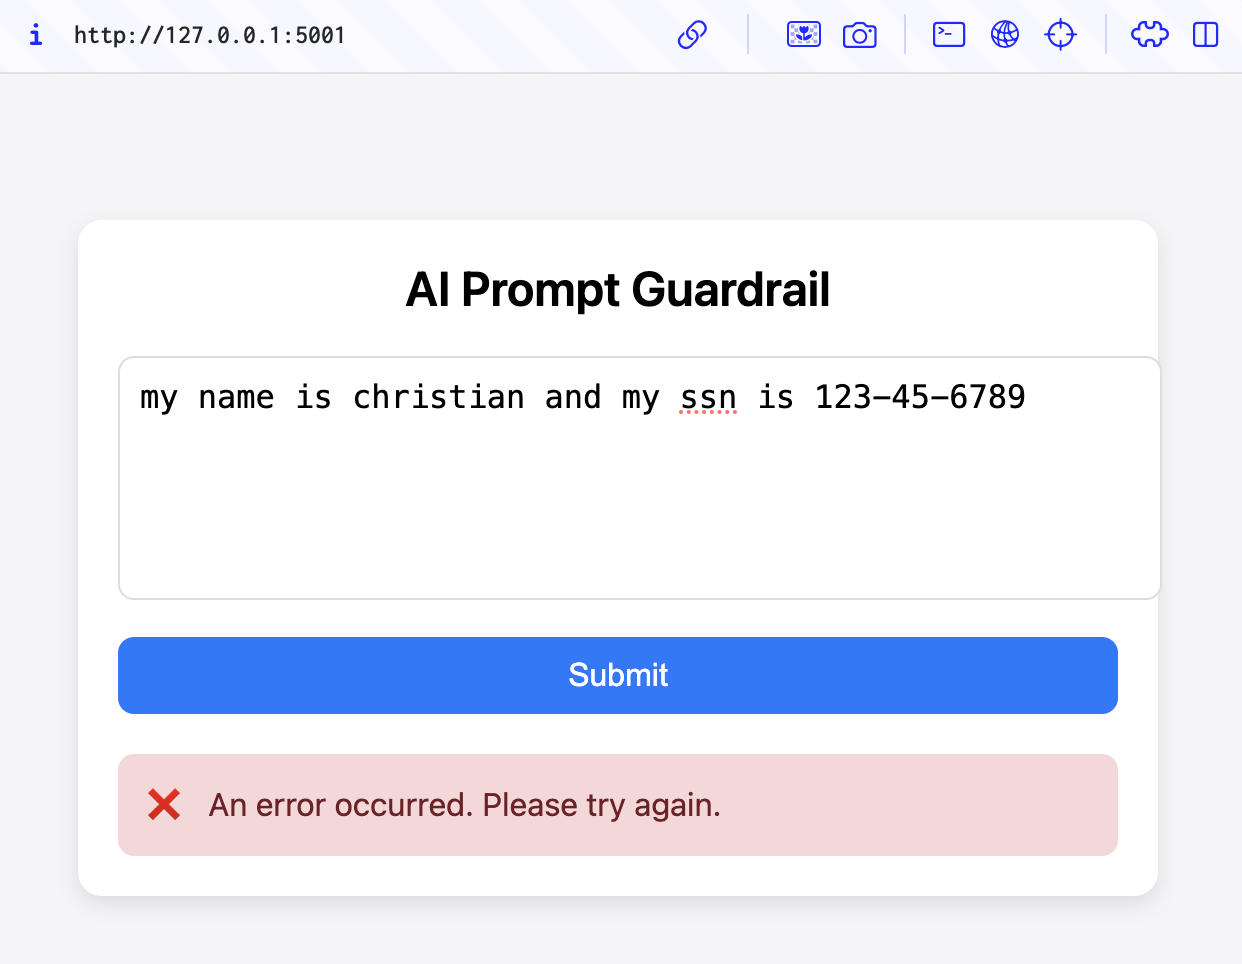 http://127.0.0.1:5001
AI Prompt Guardrail
my name is christian and my ssn is 123-45-6789
Submit
❌ An error occurred. Please try again.